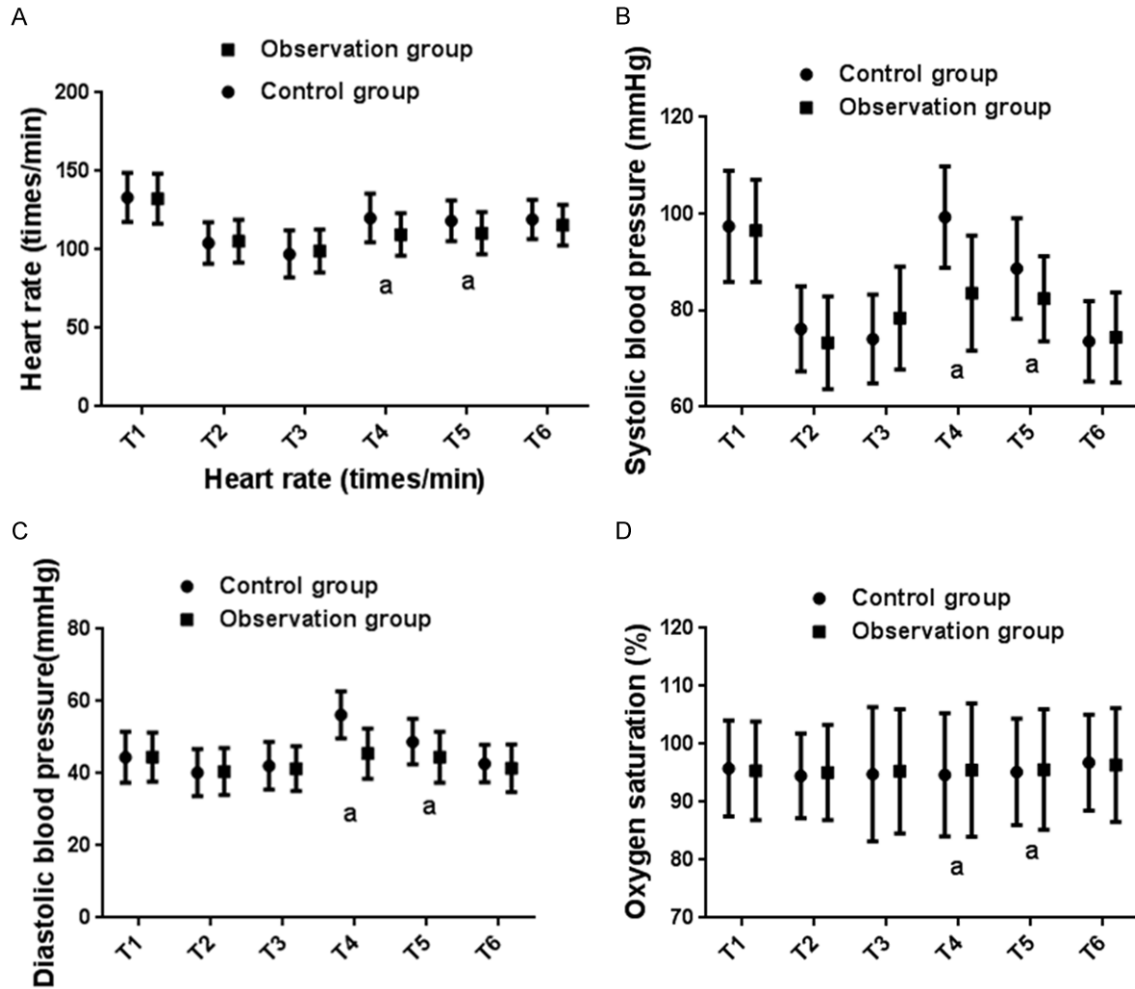 A
Observation group
Control group
Heart rate (times/min)
200
150
100
50
0
a
a
T1
T2
T3
T4
T5
T6
Heart rate (times/min)
B
Control group
Observation group
Systolic blood pressure (mmHg)
120
100
80
60
a
a
T1
T2
T3
T4
T5
T6
C
Control group
Observation group
Diastolic blood pressure(mmHg)
80
60
40
20
0
a
a
T1
T2
T3
T4
T5
T6
D
Control group
Observation group
Oxygen saturation (%)
120
110
100
90
80
70
a
a
T1
T2
T3
T4
T5
T6